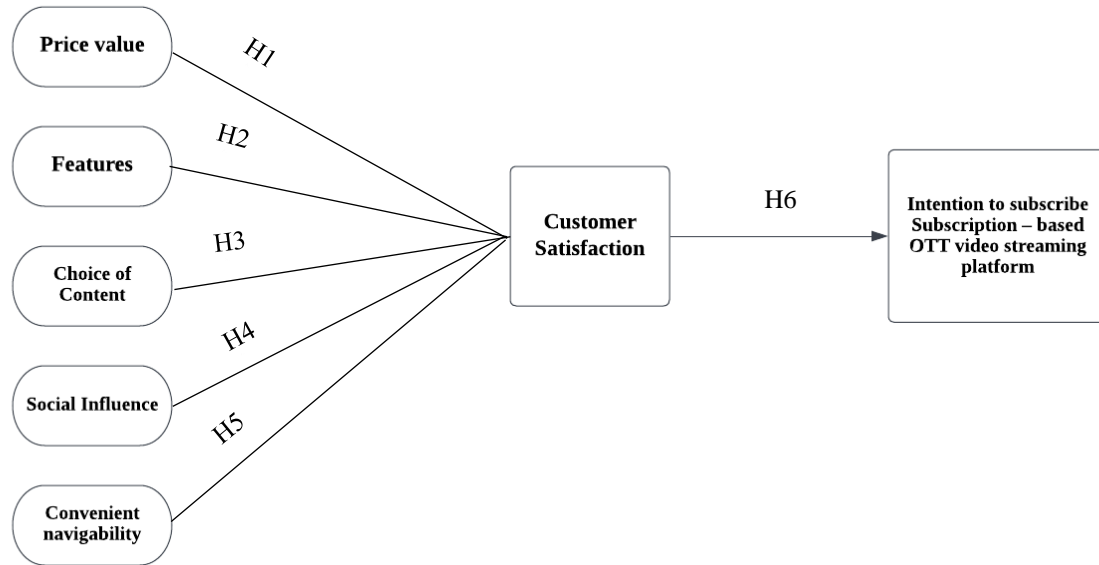 Price value
H1
Features
H2
Choice of
Content
H3
Social Influence
H4
Convenient
navigability
H5
Customer
Satisfaction
H6
Intention to subscribe
Subscription – based
OTT video streaming
platform